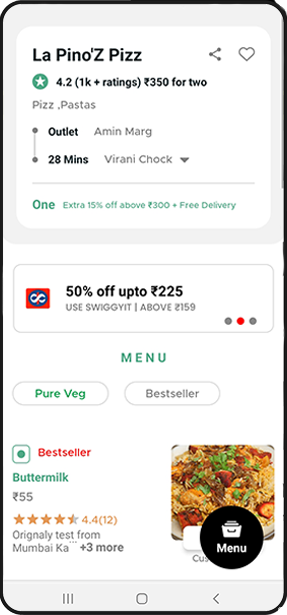 La Pino'Z Pizz
4.2 (1k + ratings) ₹350 for two
Pizz ,Pastas
Outlet Amin Marg
28 Mins Virani Chock
One Extra 15% off above ₹300 + Free Delivery
50% off upto ₹225
USE SWIGGYIT | ABOVE ₹159
MENU
Pure Veg Bestseller
Bestseller
Buttermilk
₹55
4.4(12)
Orignaly test from
Mumbai Ka... +3 more
Menu